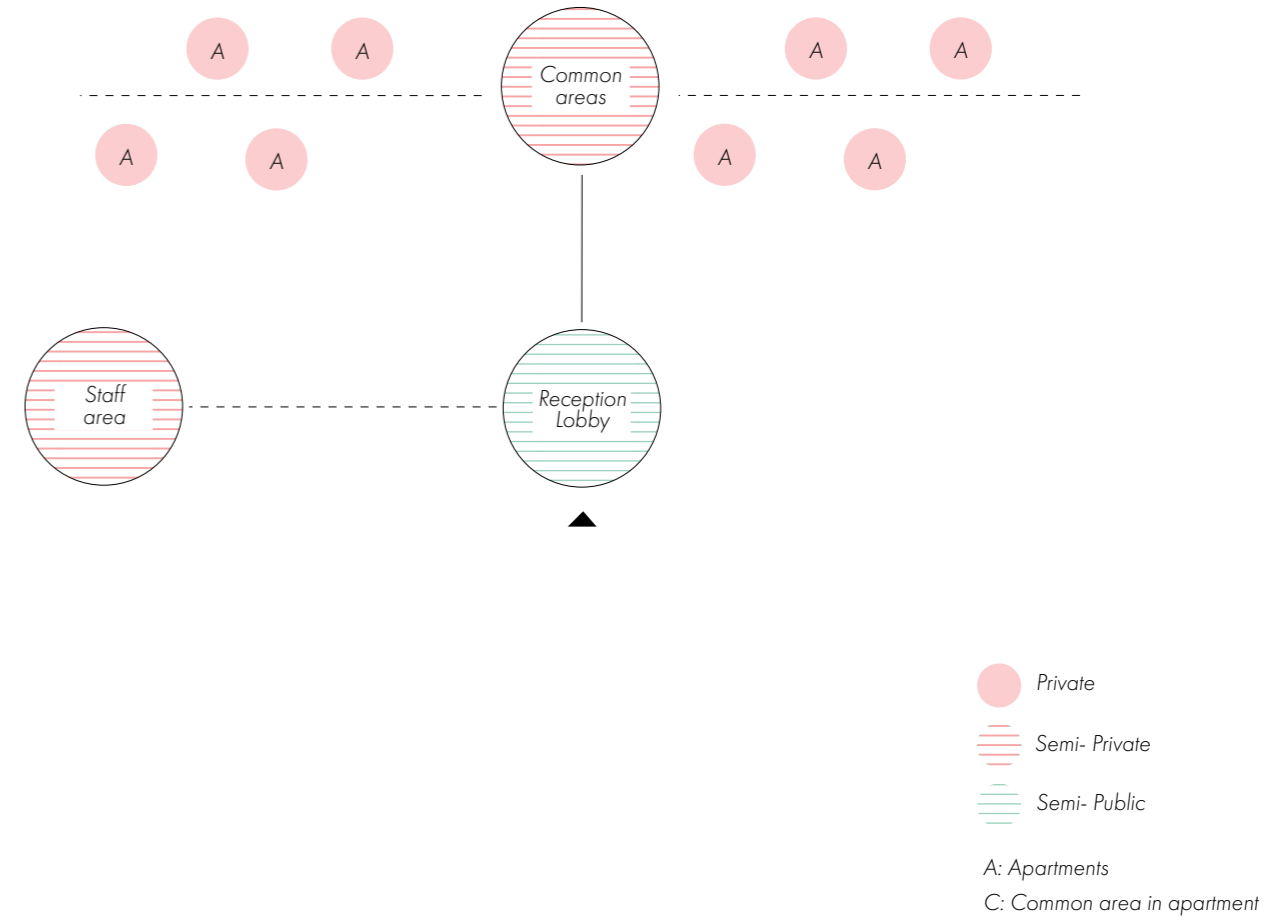 A
A
Common
areas
A
A
A
A
A
A
Staff
area
Reception
Lobby
Private
Semi- Private
Semi- Public
A: Apartments
C: Common area in apartment